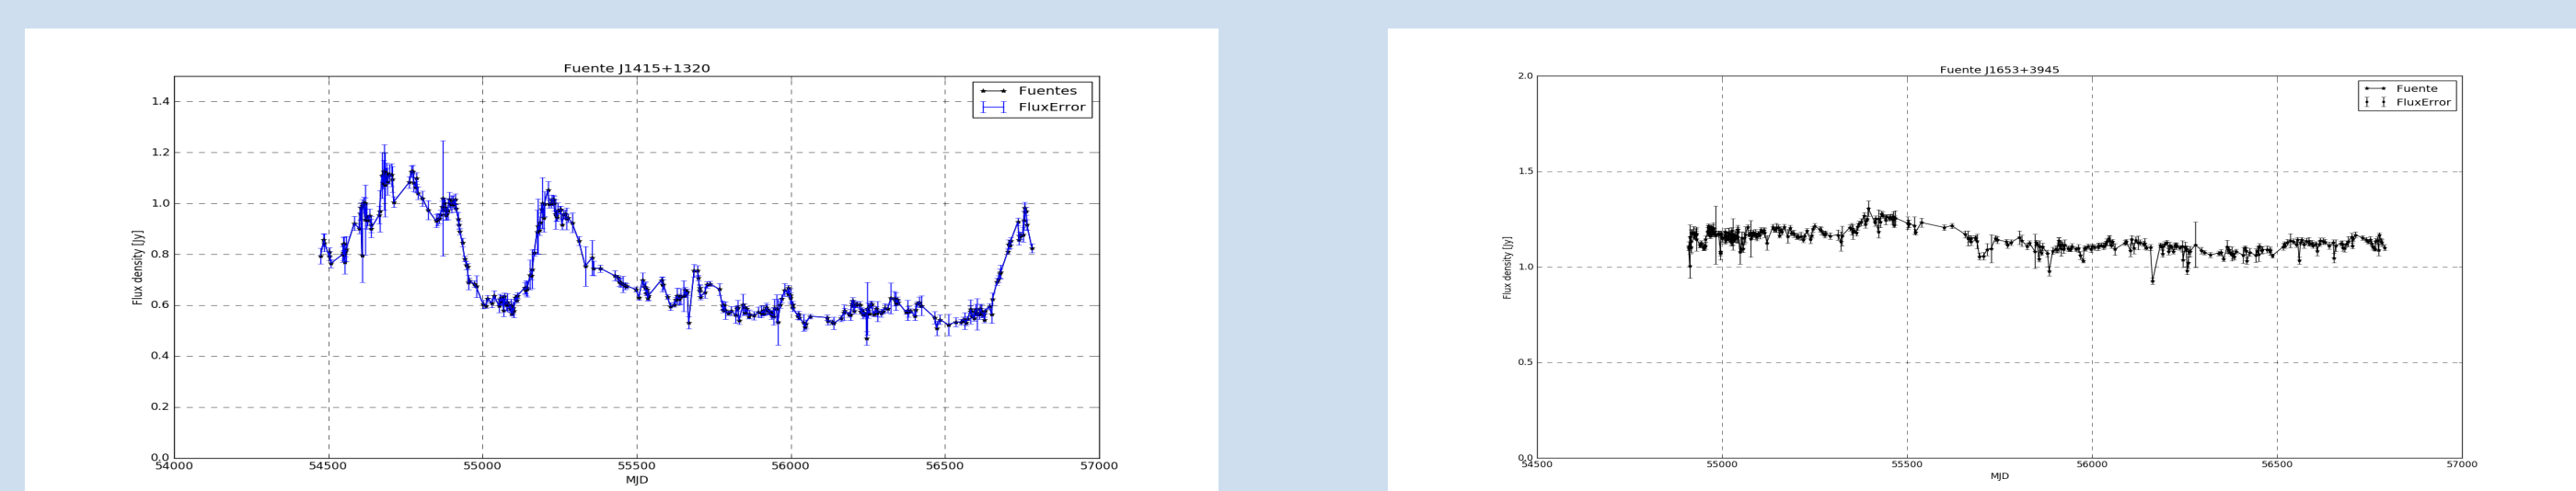 Fuente J1415+1320
Fuentes
FluxError
1.4
1.2
1.0
0.8
0.6
0.4
0.2
0.0
Flux density [Jy]
54000 54500 55000 55500 56000 56500 57000
MJD
Fuente J1653+3945
Fuente
FluxError
2.0
1.5
1.0
0.5
0.0
Flux density [Jy]
54500 55000 55500 56000 56500 57000
MJD